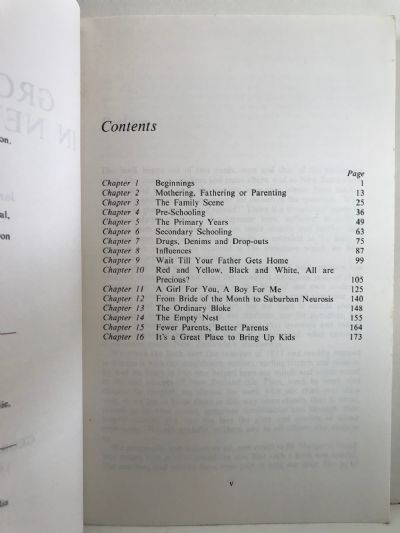 GRO
IN NE
on.
al,
on
Contents
Page
Chapter 1 Beginnings 1
Chapter 2 Mothering, Fathering or Parenting 13
Chapter 3 The Family Scene 25
Chapter 4 Pre-Schooling 36
Chapter 5 The Primary Years 49
Chapter 6 Secondary Schooling 63
Chapter 7 Drugs, Denims and Drop-outs 75
Chapter 8 Influences 87
Chapter 9 Wait Till Your Father Gets Home 99
Chapter 10 Red and Yellow, Black and White, All are
Precious? 105
Chapter 11 A Girl For You, A Boy For Me 125
Chapter 12 From Bride of the Month to Suburban Neurosis 140
Chapter 13 The Ordinary Bloke 148
Chapter 14 The Empty Nest 155
Chapter 15 Fewer Parents, Better Parents 164
Chapter 16 It's a Great Place to Bring Up Kids 173
v